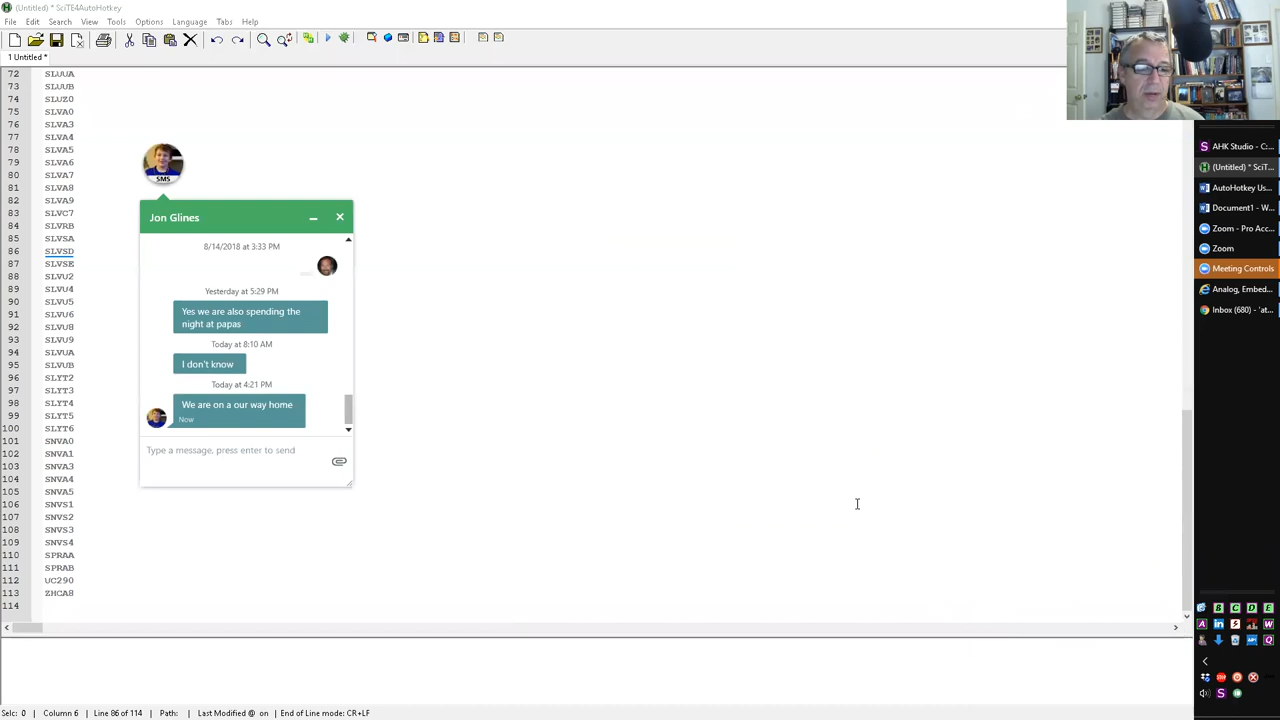 (Untitled) * SciTE4AutoHotkey
File Edit Search View Tools Options Language Tabs Help
1 Untitled *
72 SLUUA
73 SLUUB
74 SLUZ0
75 SLVA0
76 SLVA3
77 SLVA4
78 SLVA5
79 SLVA6
80 SLVA7
81 SLVA8
82 SLVA9
83 SLVC7
84 SLVRB
85 SLVSA
86 SLVSD
87 SLVSE
88 SLVU2
89 SLVU4
90 SLVU5
91 SLVU6
92 SLVU8
93 SLVU9
94 SLVUA
95 SLVUB
96 SLYT2
97 SLYT3
98 SLYT4
99 SLYT5
100 SLYT6
101 SNVA0
102 SNVA1
103 SNVA3
104 SNVA4
105 SNVA5
106 SNVS1
107 SNVS2
108 SNVS3
109 SNVS4
110 SPRAA
111 SPRAB
112 UC290
113 ZHCA8
114
SMS
Jon Glines
8/14/2018 at 3:33 PM
Yesterday at 5:29 PM
Yes we are also spending the
night at papas
Today at 8:10 AM
I don't know
Today at 4:21 PM
We are on a our way home
Now
Type a message, press enter to send
AHK Studio - C:...
(Untitled) * SciT...
AutoHotkey Us...
Document1 - W...
Zoom - Pro Acc...
Zoom
Meeting Controls
Analog, Embed...
Inbox (680) - 'at...
Selc: 0 Column 6 Line 86 of 114 Path: Last Modified @ on End of Line mode: CR+LF